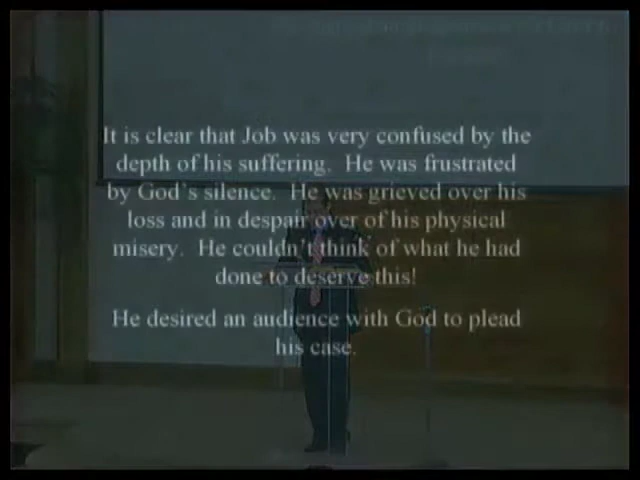 It is clear that Job was very confused by the
depth of his suffering. He was frustrated
by God's silence. He was grieved over his
loss and in despair over of his physical
misery. He couldn't think of what he had
done to deserve this!
He desired an audience with God to plead
his case.